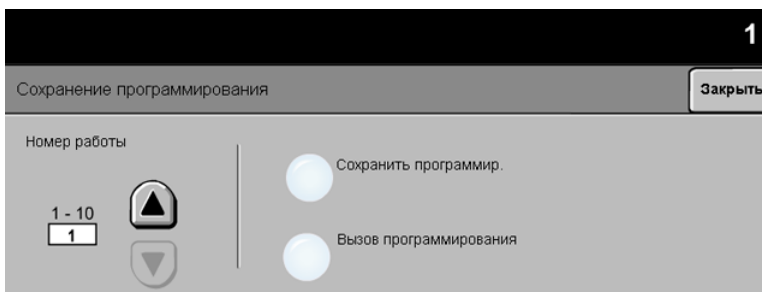 1
Сохранение программирования
Закрыть
Номер работы
Сохранить программир.
1 - 10
1
Вызов программирования